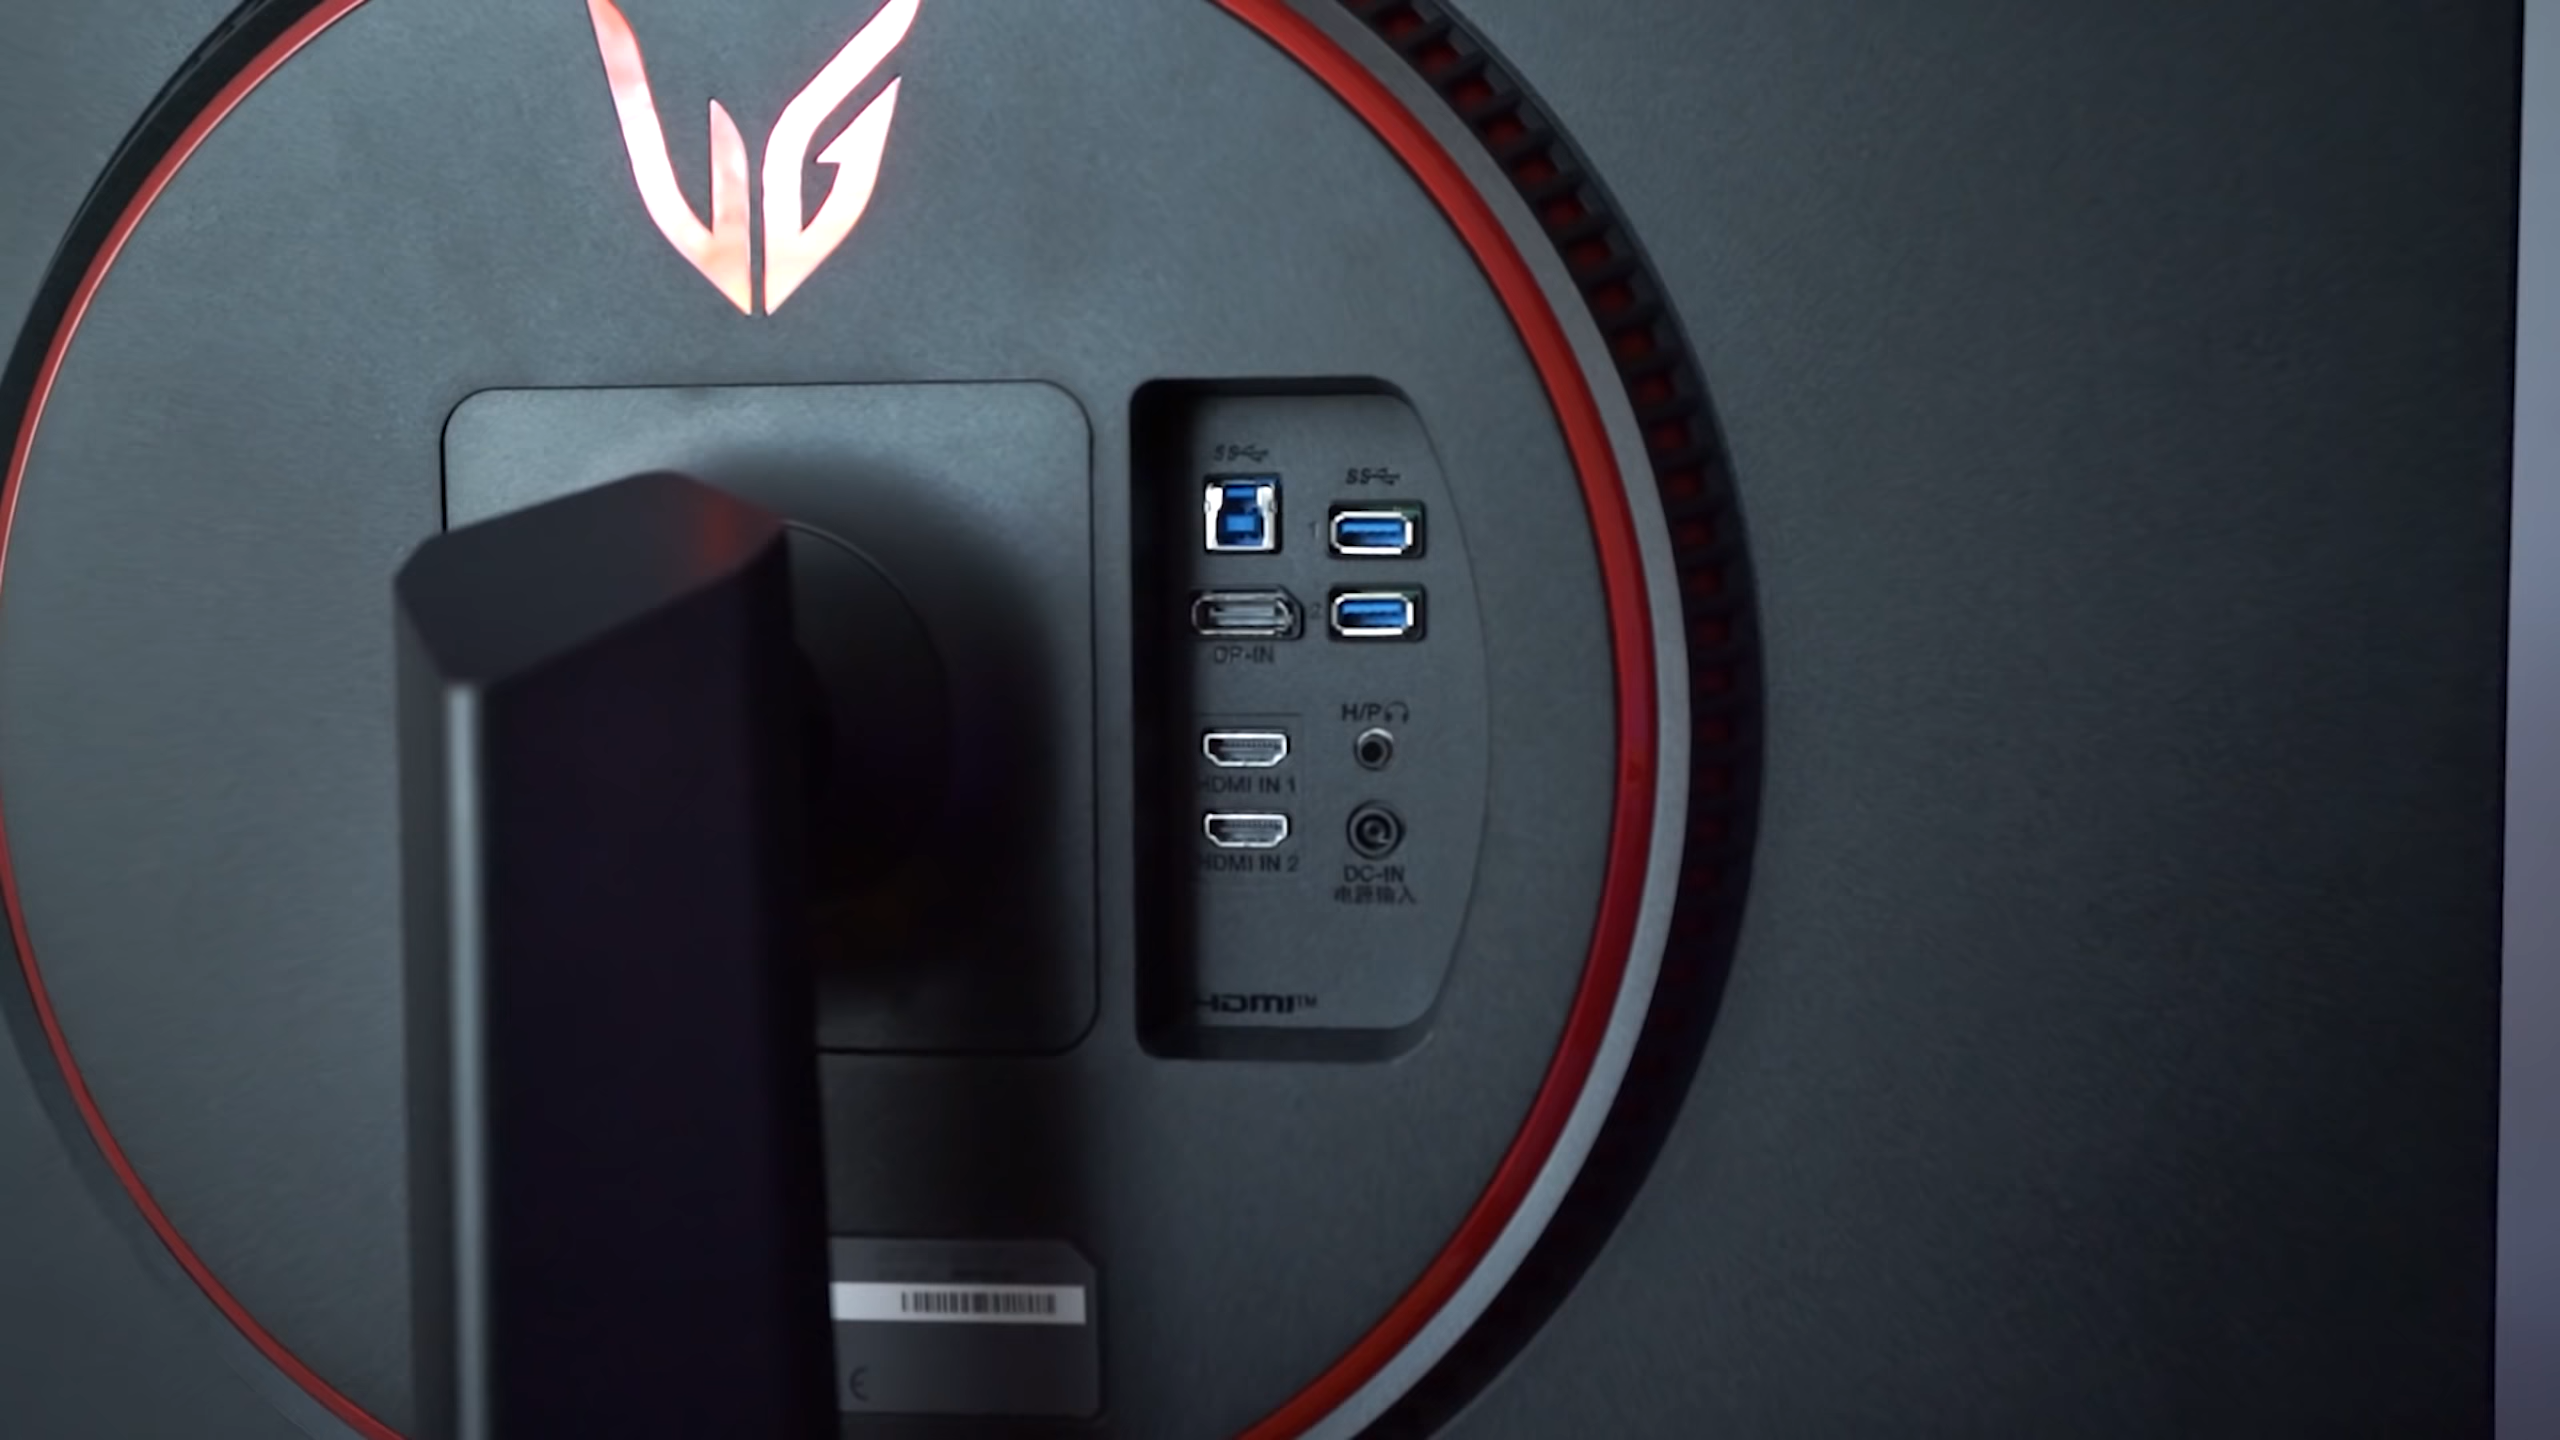 SS
SS
1
2
DP-IN
H/P
HDMI IN 1
HDMI IN 2
DC-IN
电源输入
HDMI™
CE